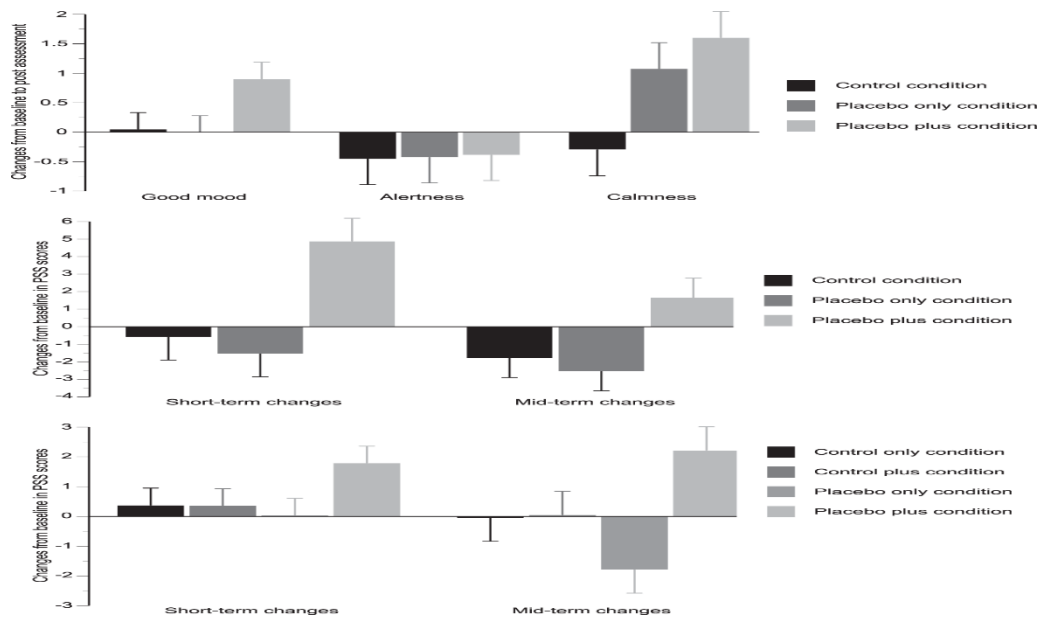 Changes from baseline to post assessment
2
1.5
1
0.5
0
-0.5
-1
Good mood
Alertness
Calmness
Control condition
Placebo only condition
Placebo plus condition
Changes from baseline in PSS scores
6
5
4
3
2
1
0
-1
-2
-3
-4
Short-term changes
Mid-term changes
Control condition
Placebo only condition
Placebo plus condition
Changes from baseline in PSS scores
3
2
1
0
-1
-2
-3
Short-term changes
Mid-term changes
Control only condition
Control plus condition
Placebo only condition
Placebo plus condition